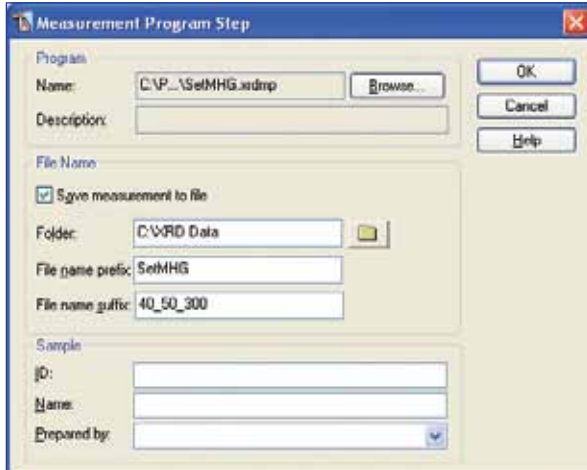 Measurement Program Step
Program
Name: C:\P...\SetMHG.xrdmp Browse...
Description:
OK
Cancel
Help
File Name
Save measurement to file
Folder: C:\XRD Data
File name prefix: SetMHG
File name suffix: 40_50_300
Sample
ID:
Name:
Prepared by: